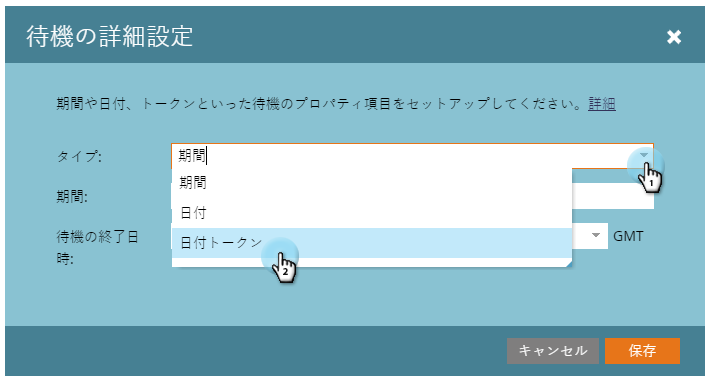 待機の詳細設定
期間や日付、トークンといった待機のプロパティ項目をセットアップしてください。詳細
タイプ:
期間
期間
日付
日付トークン
期間:
待機の終了日
時:
GMT
1
2
キャンセル
保存